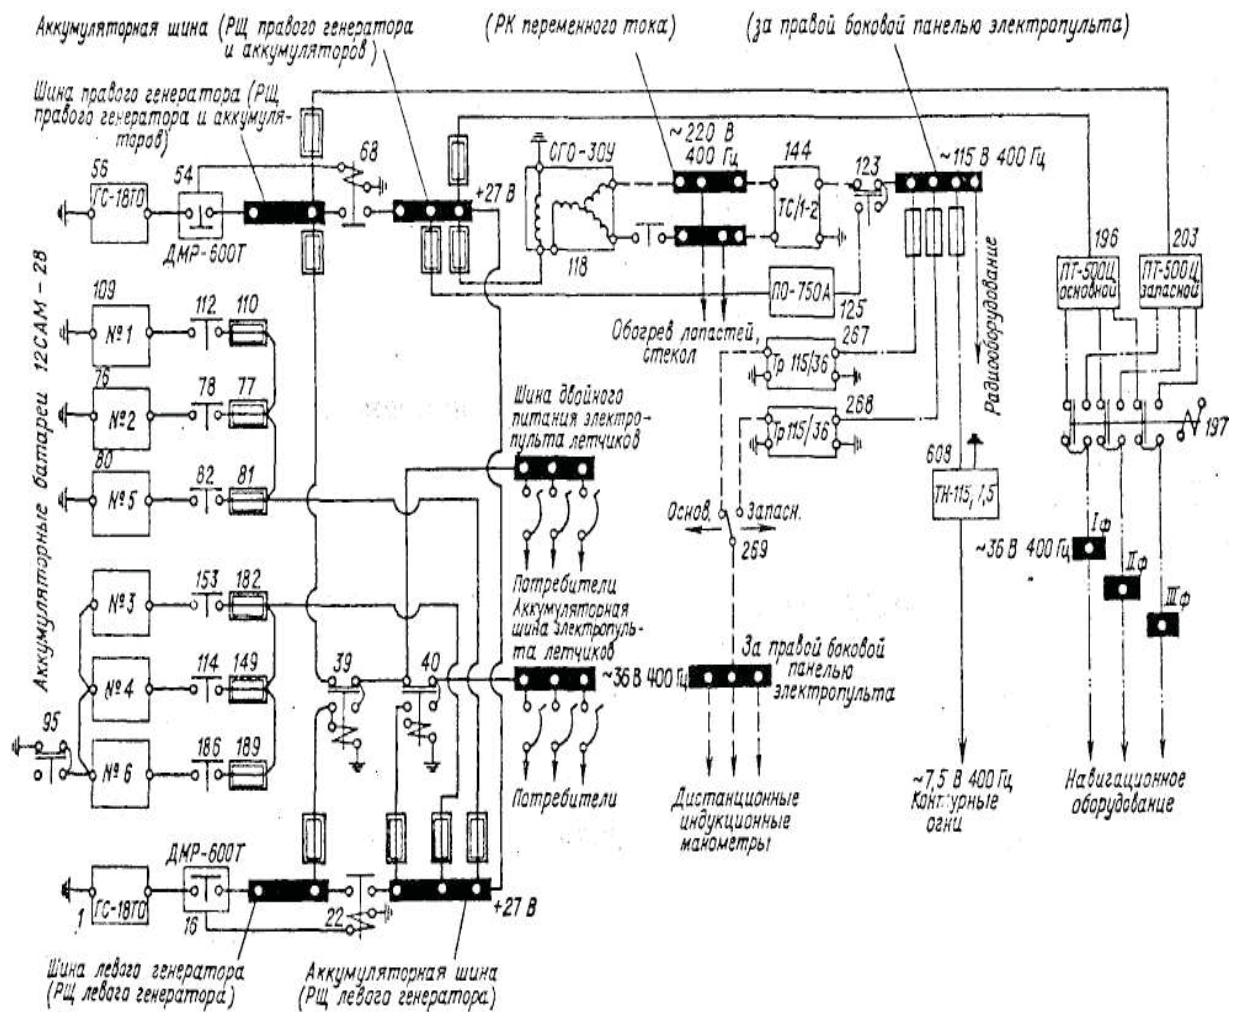 Аккумуляторная шина (РЩ правого генератора
и аккумуляторов)
(РК переменного тока)
(за правой боковой панелью электропульта)
Шина правого генератора (РЩ
правого генератора и аккумуля-
торов)
68
СГО-30У
~220 В
400 Гц
144
123
~115 В 400 Гц
56
54
ГС-18ТО
ДМР-600Т
+27 В
118
ТС/1-2
196
203
ПТ-500Ц
основной
ПТ-500Ц
запасной
ПО-750А
125
Радиооборудование
Аккумуляторные батареи 12САМ-28
109
№1
112
110
Обогрев лопастей,
стекол
267
Тр 115/36
76
№2
78
77
Шина двойного
питания электро-
пульта летчиков
268
Тр 115/36
197
80
№5
82
81
608
ТН-115/7,5
Основ.
Запасн.
269
~36 В 400 Гц
Iф
IIф
IIIф
№3
153
182
Потребители
Аккумуляторная
шина электропуль-
та летчиков
№4
114
149
39
40
~36 В 400 Гц
За правой боковой
панелью
электропульта
95
№6
186
189
Потребители
Дистанционные
индукционные
манометры
~7,5 В 400 Гц
Контурные
огни
Навигационное
оборудование
ДМР-600Т
ГС-18ТО
1
16
22
+27 В
Шина левого генератора
(РЩ левого генератора)
Аккумуляторная шина
(РЩ левого генератора)